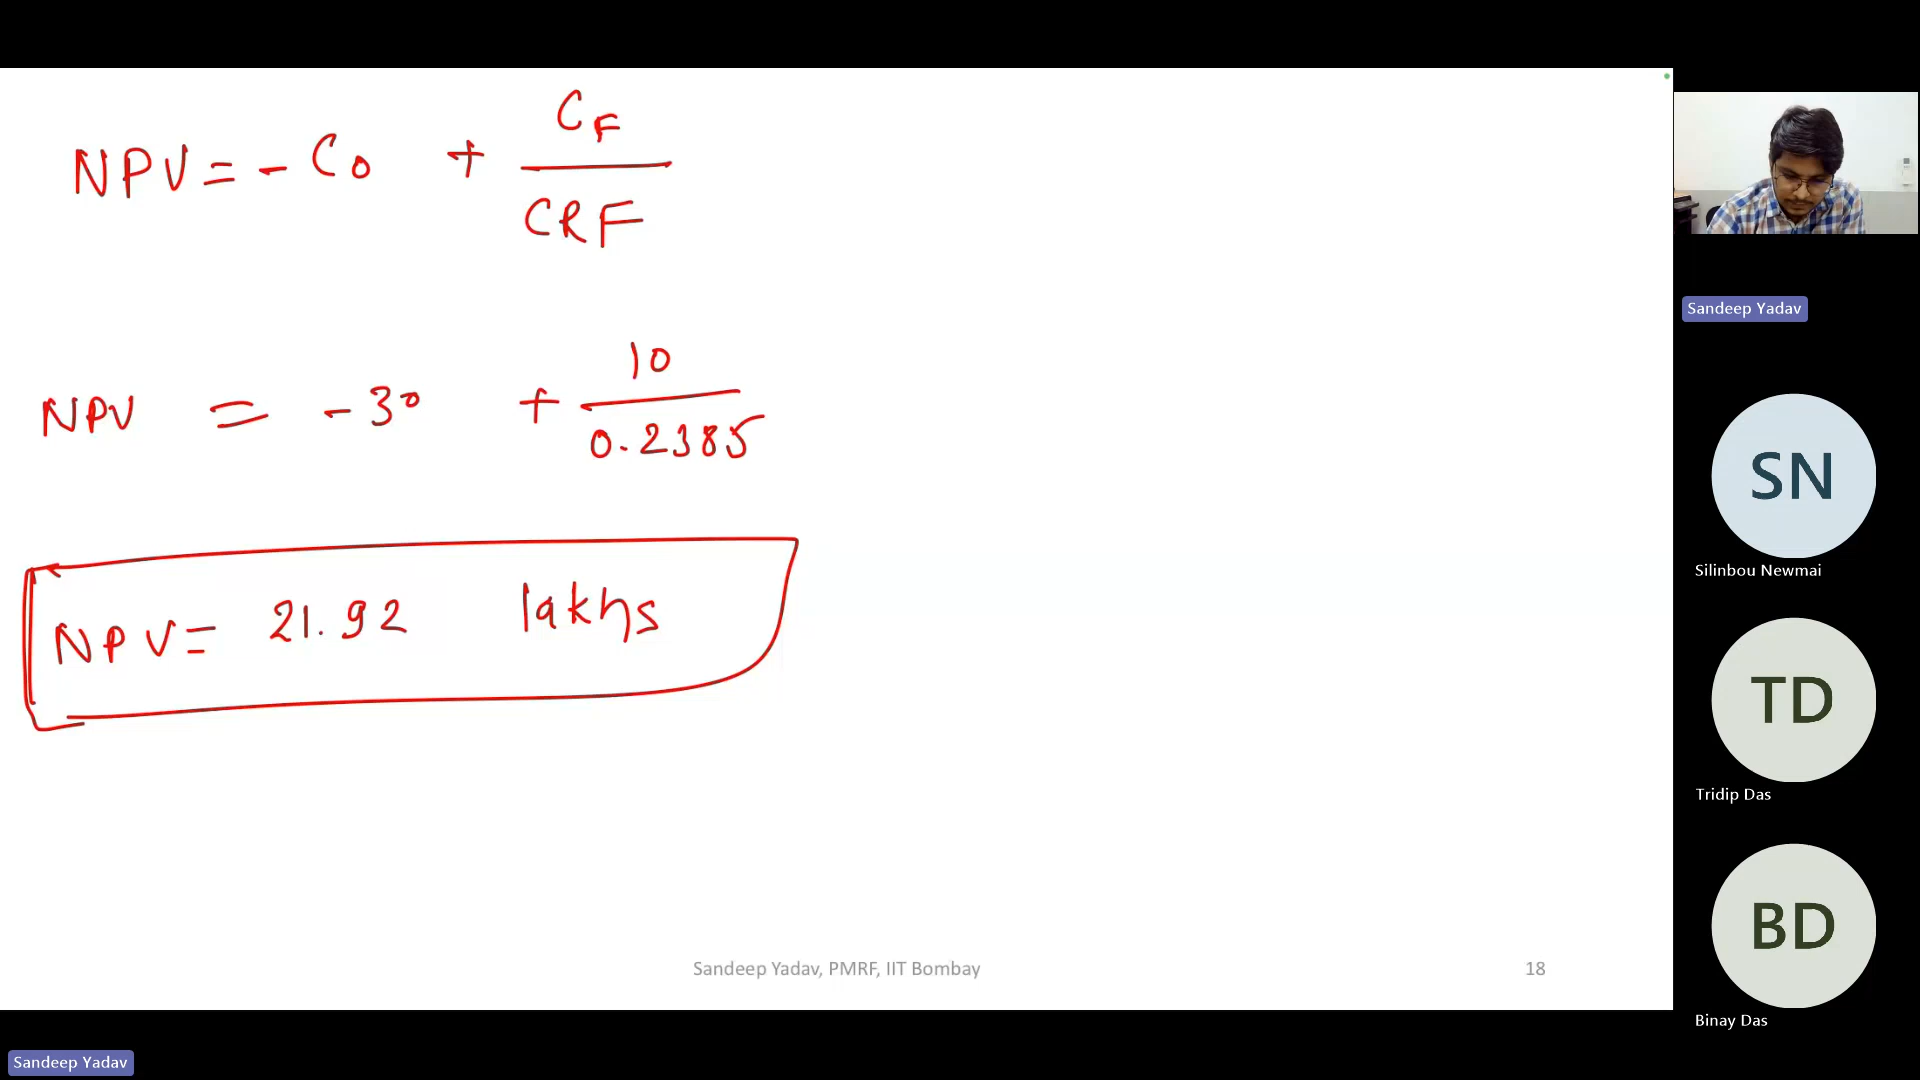 NPV = - C0 + CF / CRF
NPV = - 30 + 10 / 0.2385
NPV = 21.92 lakhs
Sandeep Yadav, PMRF, IIT Bombay
18
Sandeep Yadav
SN
Silinbou Newmai
TD
Tridip Das
BD
Binay Das
Sandeep Yadav